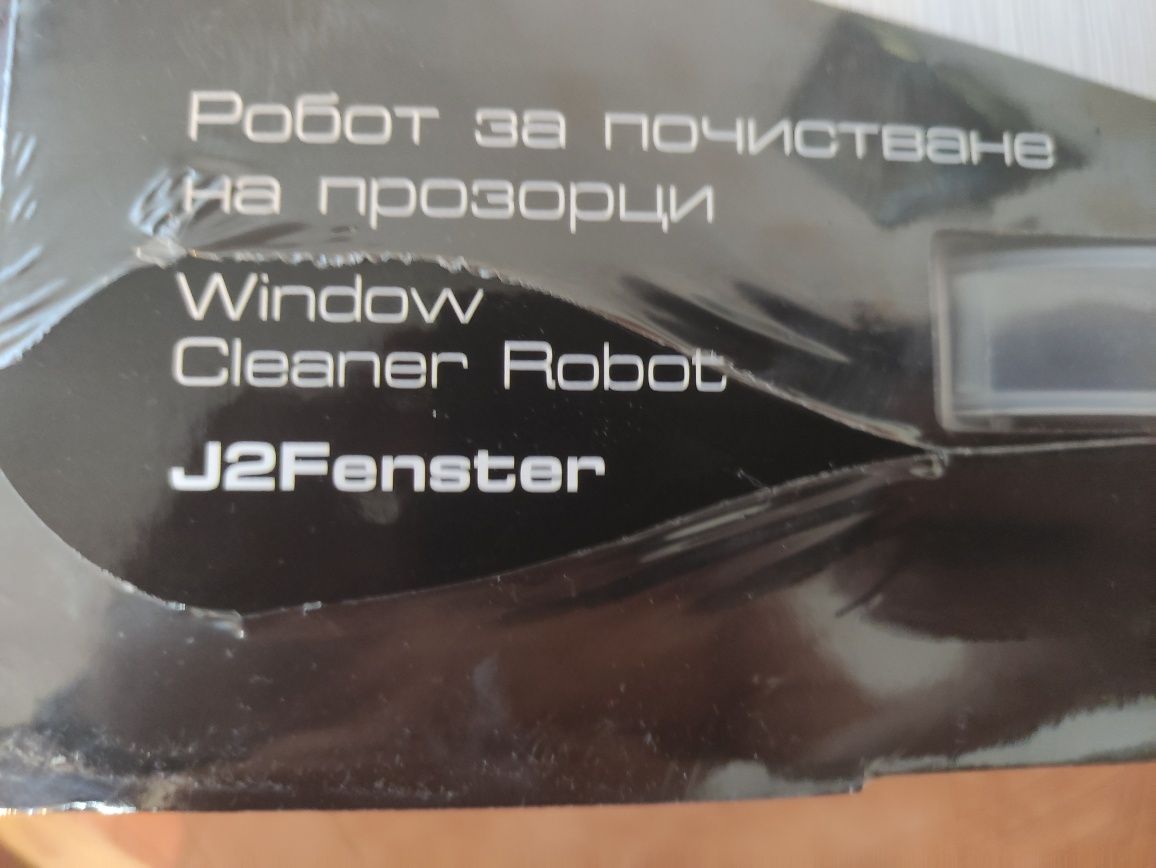 Робот за почистване
на прозорци
Window
Cleaner Robot
J2Fenster